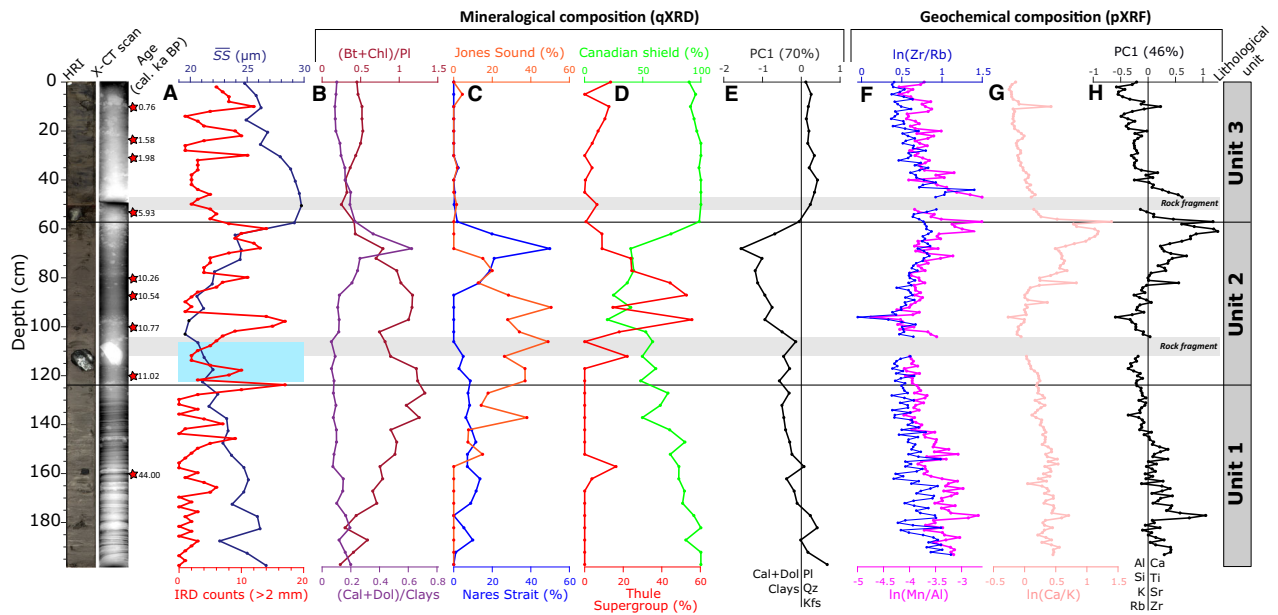 Mineralogical composition (qXRD)
Geochemical composition (pXRF)
HRI
X-CT scan
Age
(cal. ka BP)
SS (µm)
(Bt+Chl)/Pl
Jones Sound (%)
Canadian shield (%)
PC1 (70%)
ln(Zr/Rb)
PC1 (46%)
Lithological
unit
20 25 30
0 0.5 1 1.5
0 20 40 60
0 50 100
-2 -1 0 1
0 0.5 1.5
-1 -0.5 0 0.5 1
A B C D E F G H
Depth (cm)
0
20
40
60
80
100
120
140
160
180
0.76
1.58
1.98
5.93
10.26
10.54
10.77
11.02
44.00
Rock fragment
Rock fragment
Unit 3
Unit 2
Unit 1
Cal+Dol Pl
Clays Qz
Kfs
Al Ca
Si Ti
K Sr
Rb Zr
0 10 20
0 0.2 0.4 0.6 0.8
0 20 40 60
0 20 40 60
-5 -4 -3.5 -3
-0.5 0 0.5 1 1.5
IRD counts (>2 mm)
(Cal+Dol)/Clays
Nares Strait (%)
Thule
Supergroup (%)
ln(Mn/Al)
ln(Ca/K)